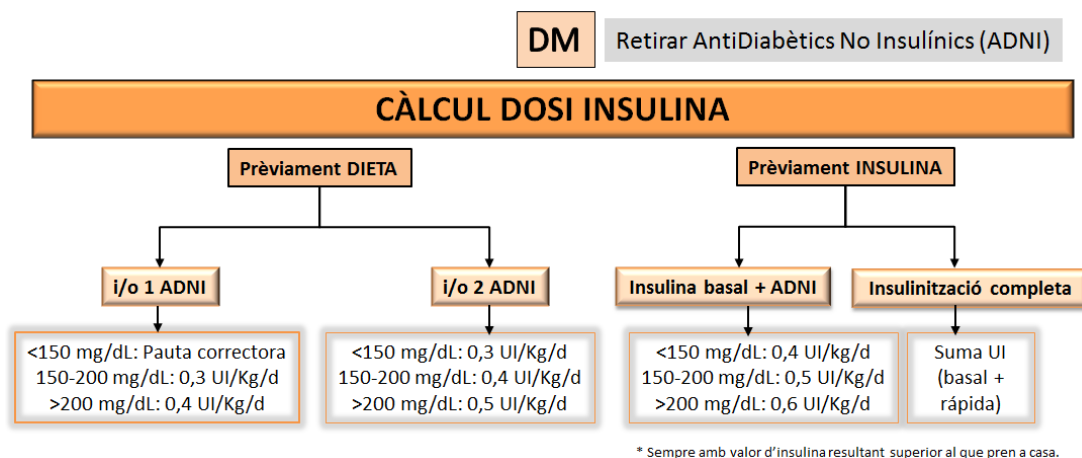 DM
Retirar AntiDiabètics No Insulínics (ADNI)
CÀLCUL DOSI INSULINA
Prèviament DIETA
Prèviament INSULINA
i/o 1 ADNI
i/o 2 ADNI
Insulina basal + ADNI
Insulinització completa
<150 mg/dL: Pauta correctora
150-200 mg/dL: 0,3 UI/Kg/d
>200 mg/dL: 0,4 UI/Kg/d
<150 mg/dL: 0,3 UI/Kg/d
150-200 mg/dL: 0,4 UI/Kg/d
>200 mg/dL: 0,5 UI/Kg/d
<150 mg/dL: 0,4 UI/kg/d
150-200 mg/dL: 0,5 UI/Kg/d
>200 mg/dL: 0,6 UI/Kg/d
Suma UI
(basal +
rápida)
* Sempre amb valor d'insulina resultant superior al que pren a casa.